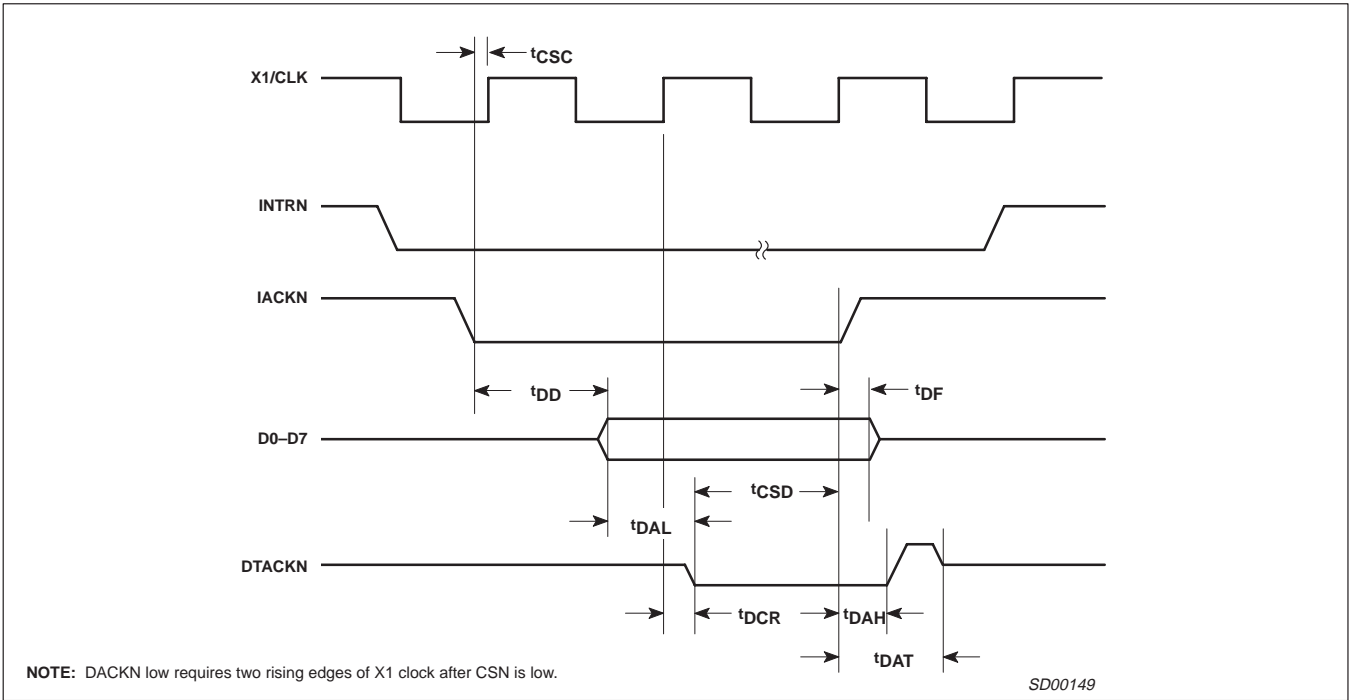 tCSC
X1/CLK
INTRN
IACKN
tDD
tDF
D0–D7
tCSD
tDAL
DTACKN
tDCR
tDAH
tDAT
NOTE: DACKN low requires two rising edges of X1 clock after CSN is low.
SD00149